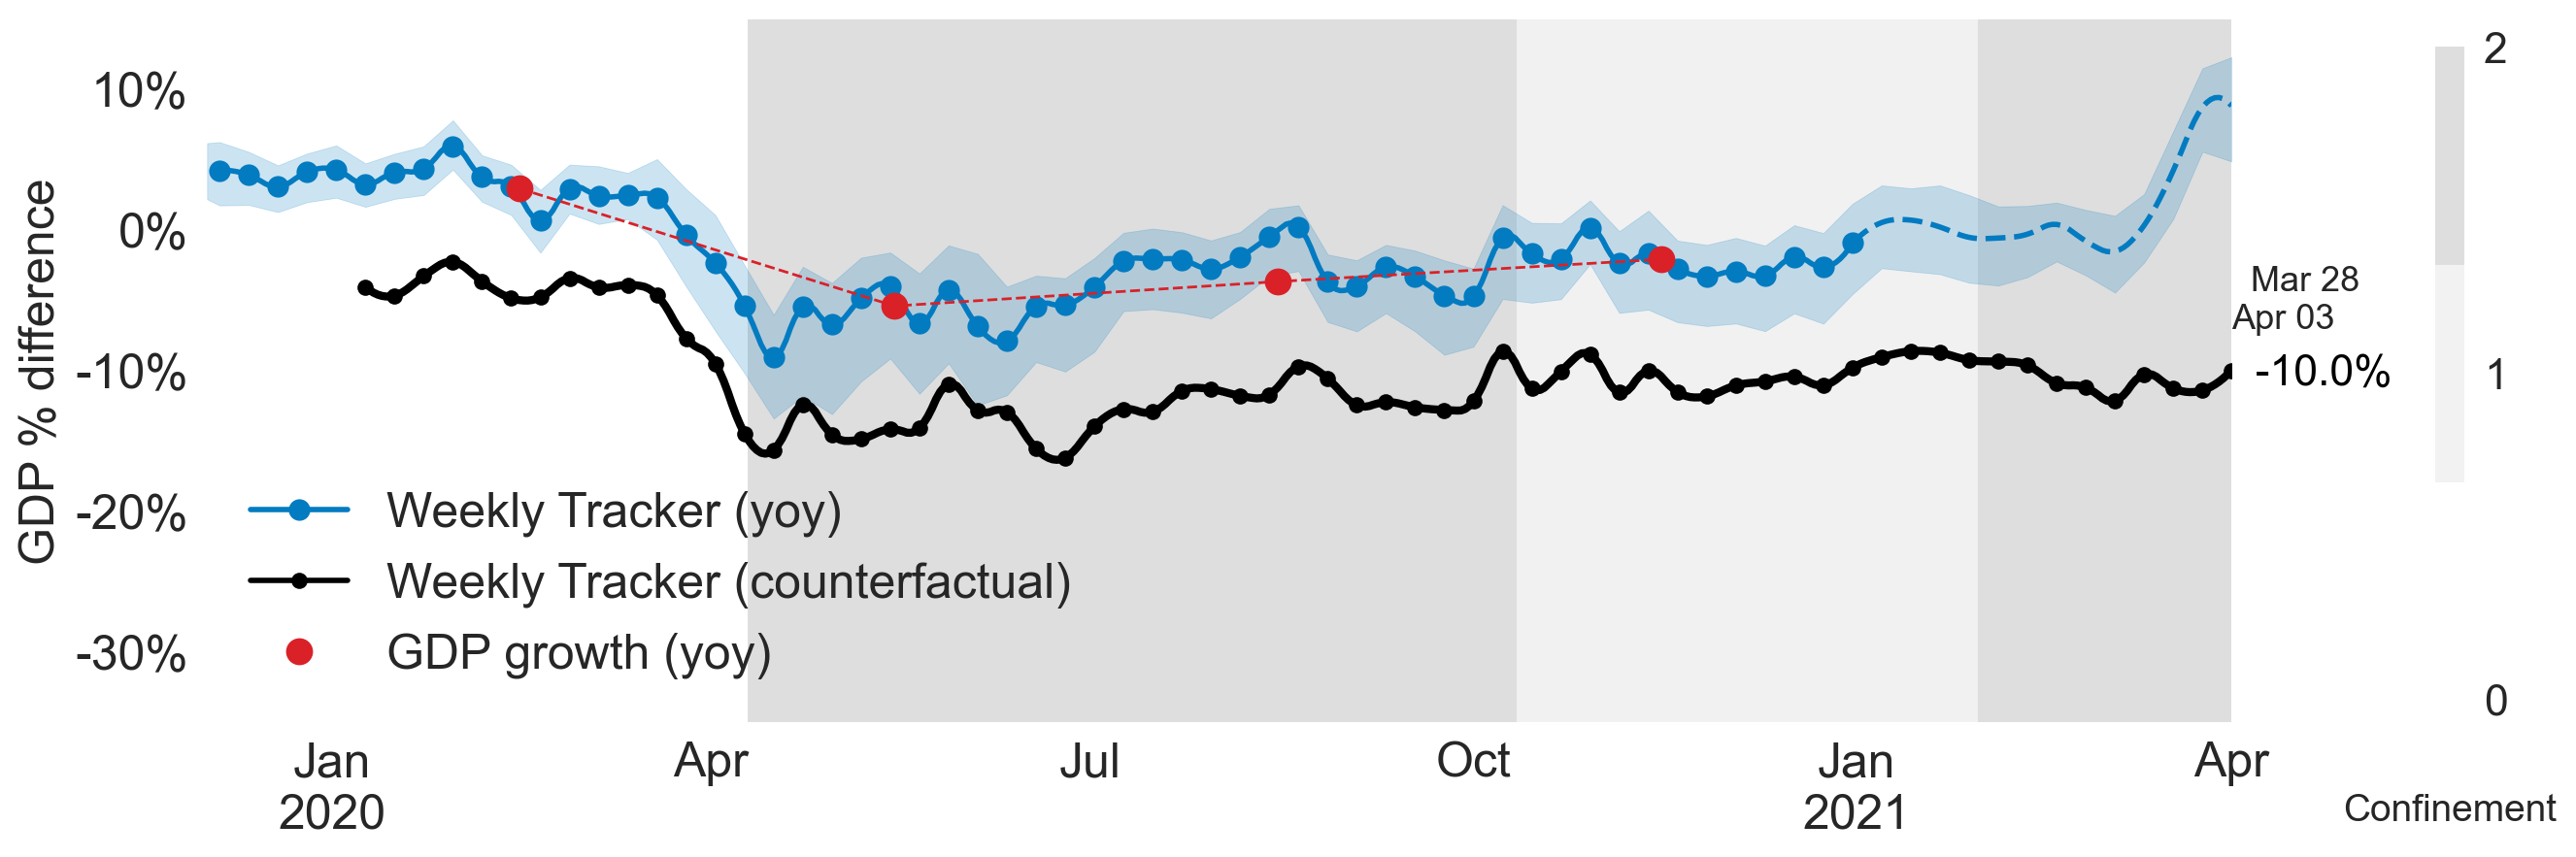 GDP % difference
10%
0%
-10%
-20%
-30%
Weekly Tracker (yoy)
Weekly Tracker (counterfactual)
GDP growth (yoy)
Jan
2020
Apr
Jul
Oct
Jan
2021
Apr
Mar 28
Apr 03
-10.0%
2
1
0
Confinement